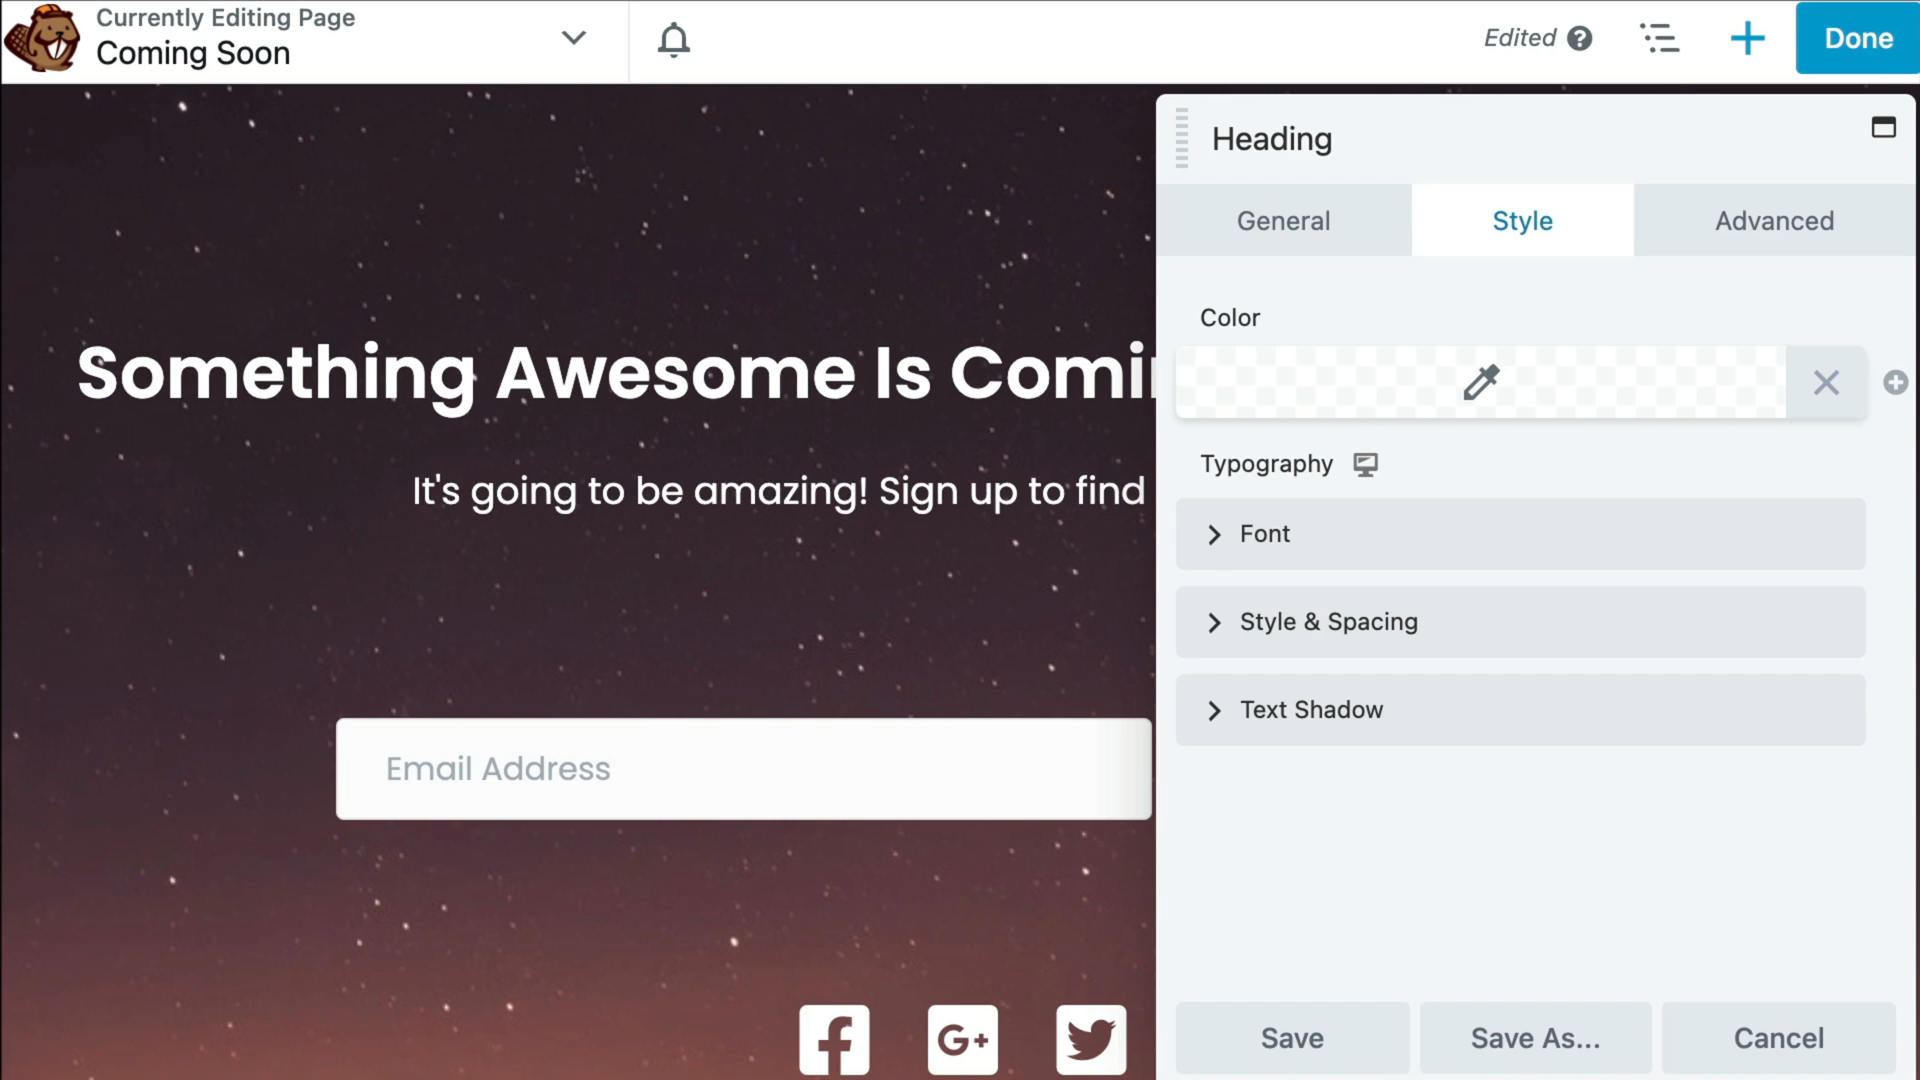 Currently Editing Page
Coming Soon
Edited ?
Done
Heading
General Style Advanced
Color
Something Awesome Is Comi
Typography
It's going to be amazing! Sign up to find
Font
Style & Spacing
Text Shadow
Email Address
G+
Save Save As... Cancel